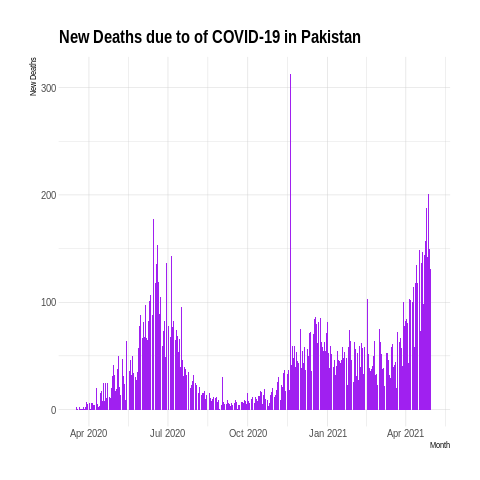 New Deaths due to of COVID-19 in Pakistan
New Deaths
300
200
100
0
Apr 2020 Jul 2020 Oct 2020 Jan 2021 Apr 2021
Month